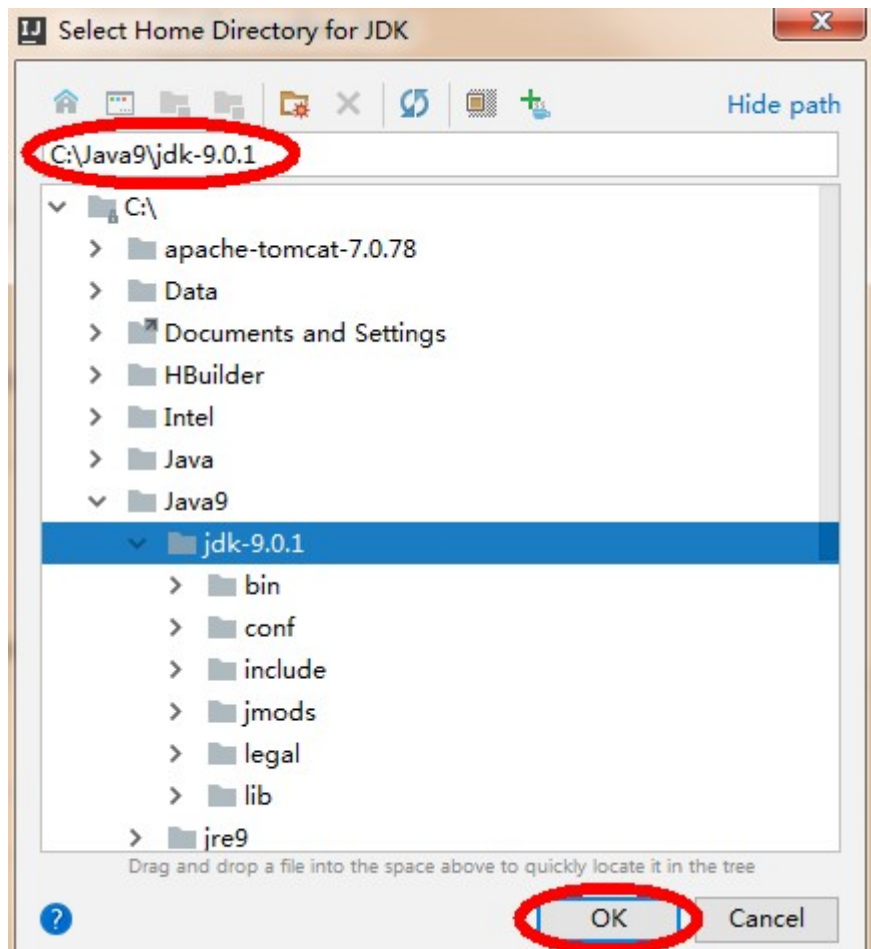 Select Home Directory for JDK
Hide path
C:\Java9\jdk-9.0.1
C:\
apache-tomcat-7.0.78
Data
Documents and Settings
HBuilder
Intel
Java
Java9
jdk-9.0.1
bin
conf
include
jmods
legal
lib
jre9
Drag and drop a file into the space above to quickly locate it in the tree
OK Cancel